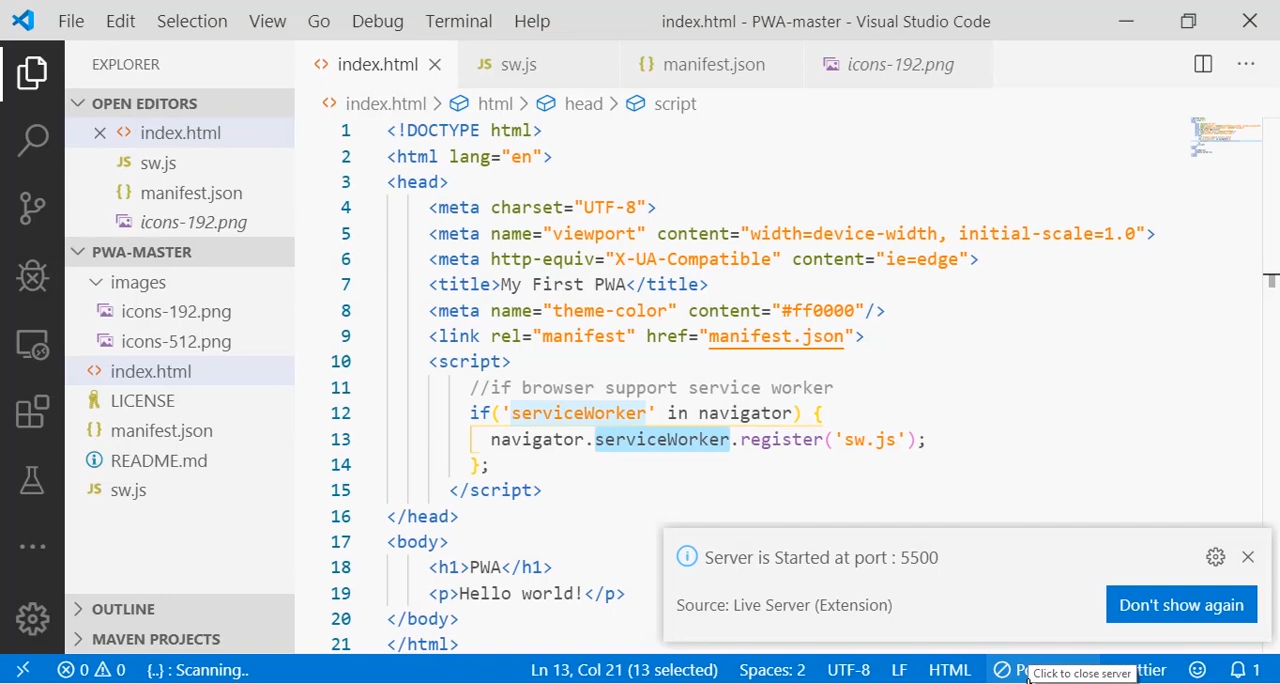 File Edit Selection View Go Debug Terminal Help index.html - PWA-master - Visual Studio Code
EXPLORER
OPEN EDITORS
index.html
JS sw.js
{} manifest.json
icons-192.png
PWA-MASTER
images
icons-192.png
icons-512.png
<> index.html
LICENSE
{} manifest.json
README.md
JS sw.js
OUTLINE
MAVEN PROJECTS
<> index.html JS sw.js {} manifest.json icons-192.png
<> index.html > html > head > script
1 <!DOCTYPE html>
2 <html lang="en">
3 <head>
4 <meta charset="UTF-8">
5 <meta name="viewport" content="width=device-width, initial-scale=1.0">
6 <meta http-equiv="X-UA-Compatible" content="ie=edge">
7 <title>My First PWA</title>
8 <meta name="theme-color" content="#ff0000"/>
9 <link rel="manifest" href="manifest.json">
10 <script>
11 //if browser support service worker
12 if('serviceWorker' in navigator) {
13 navigator.serviceWorker.register('sw.js');
14 };
15 </script>
16 </head>
17 <body>
18 <h1>PWA</h1>
19 <p>Hello world!</p>
20 </body>
21 </html>
Server is Started at port : 5500
Source: Live Server (Extension)
Don't show again
0 0 {..} : Scanning.. Ln 13, Col 21 (13 selected) Spaces: 2 UTF-8 LF HTML 1
Click to close server